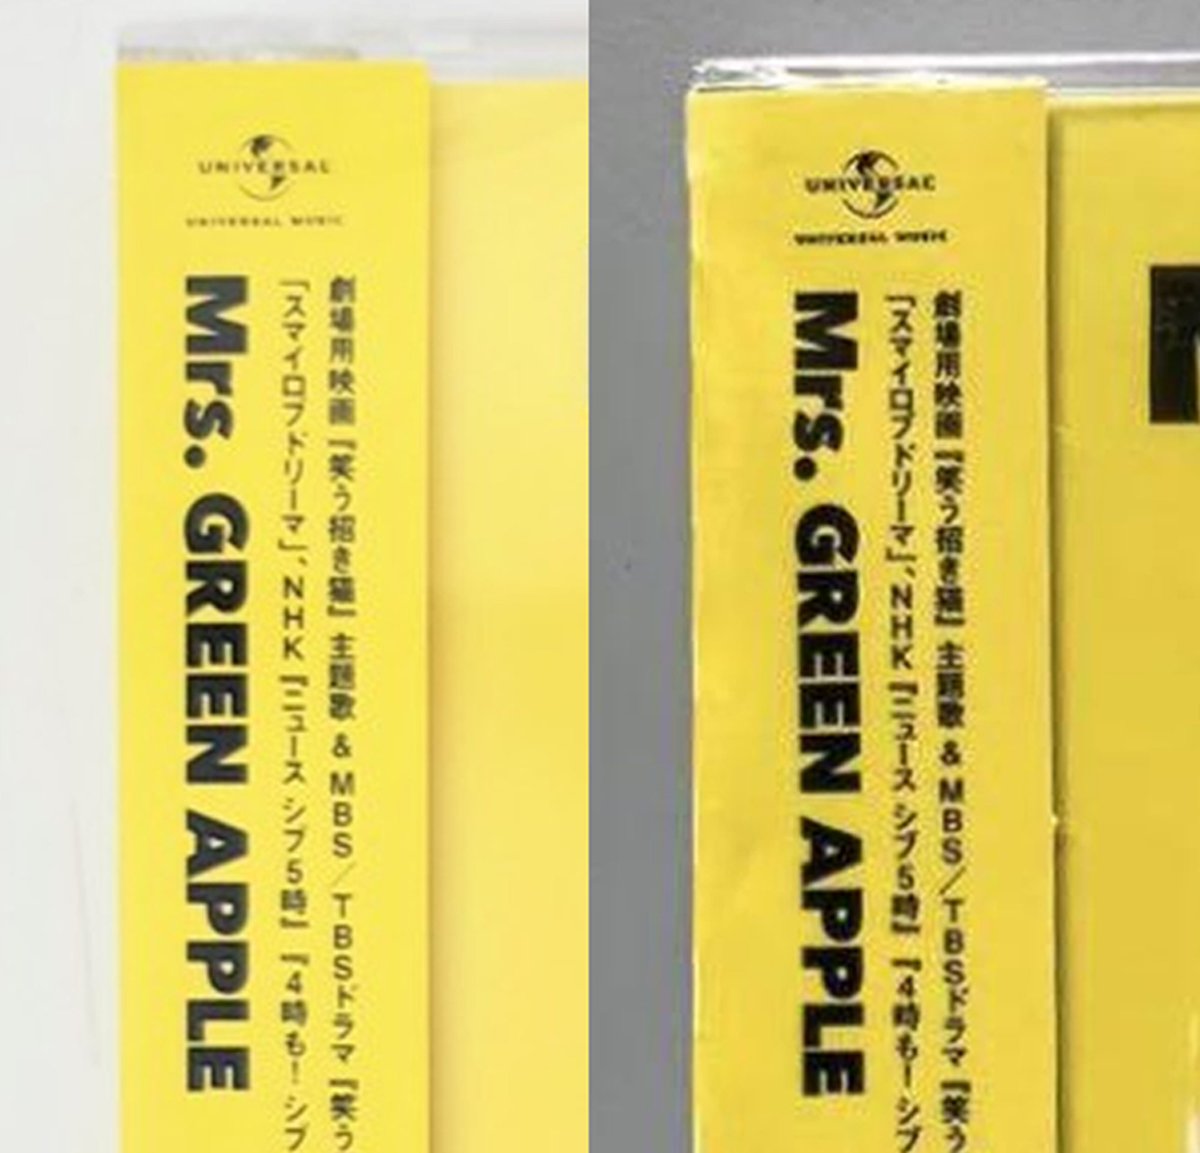 UNIVERSAL
UNIVERSAL MUSIC
劇場用映画『笑う招き猫』主題歌 & MBS/TBSドラマ『笑う
「スマイロブドリーマ」、NHK『ニュース シブ5時』『4時も!シブ
Mrs. GREEN APPLE
UNIVERSAL
UNIVERSAL MUSIC
劇場用映画『笑う招き猫』主題歌 & MBS/TBSドラマ『笑う
「スマイロブドリーマ」、NHK『ニュース シブ5時』『4時も!シブ
Mrs. GREEN APPLE